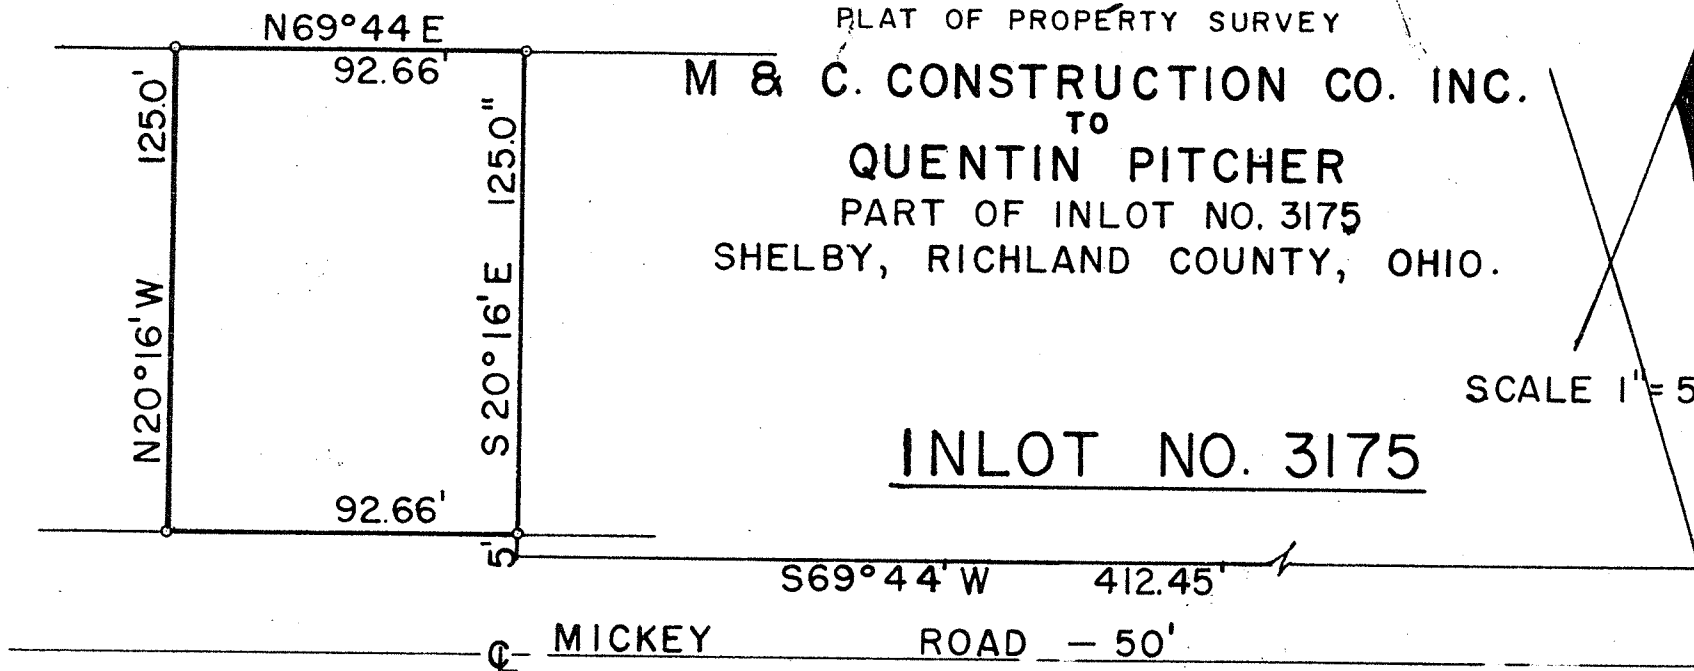 PLAT OF PROPERTY SURVEY
M & C. CONSTRUCTION CO. INC.
TO
QUENTIN PITCHER
PART OF INLOT NO. 3175
SHELBY, RICHLAND COUNTY, OHIO.
SCALE 1" = 5
INLOT NO. 3175
N69°44 E
92.66'
125.0'
N20°16'W
125.0"
S 20°16'E
92.66'
5'
S69°44'W 412.45'
℄ MICKEY ROAD - 50'